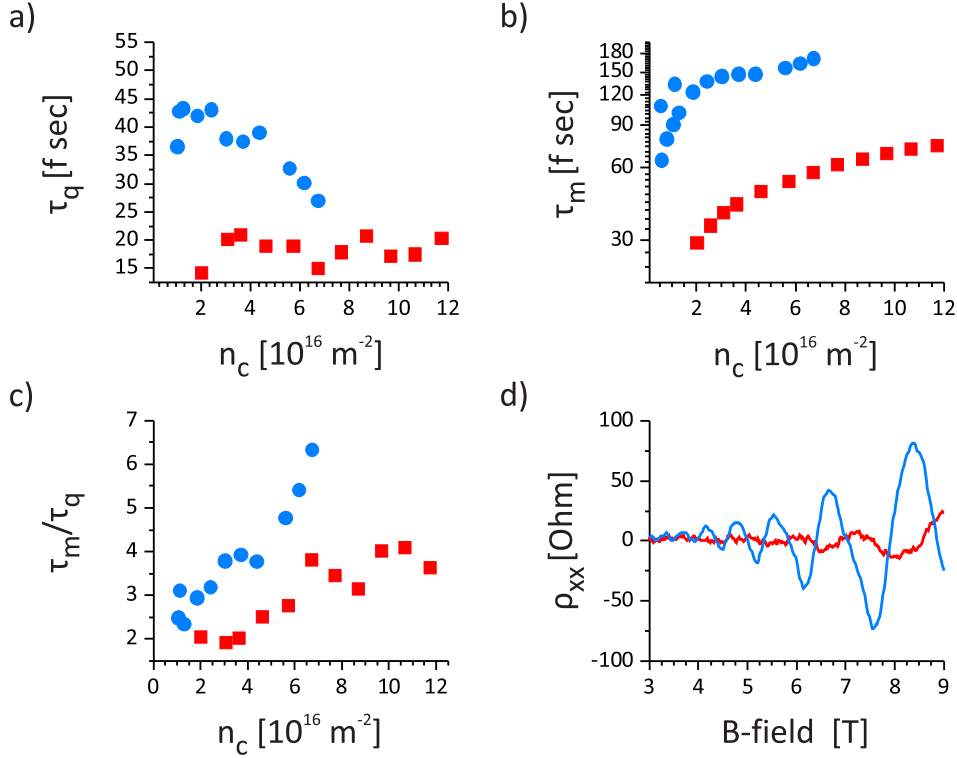 a)
55
50
45
40
35
30
25
20
15
τq [f sec]
2 4 6 8 10 12
nc [10^16 m^-2]
b)
180
150
120
90
60
30
τm [f sec]
2 4 6 8 10 12
nc [10^16 m^-2]
c)
7
6
5
4
3
2
τm/τq
0 2 4 6 8 10 12
nc [10^16 m^-2]
d)
100
50
0
-50
-100
ρxx [Ohm]
3 4 5 6 7 8 9
B-field [T]